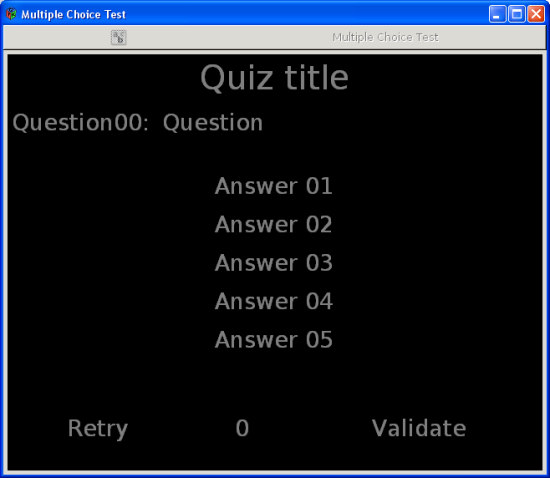 Multiple Choice Test
a c b Multiple Choice Test
Quiz title
Question00: Question
Answer 01
Answer 02
Answer 03
Answer 04
Answer 05
Retry 0 Validate